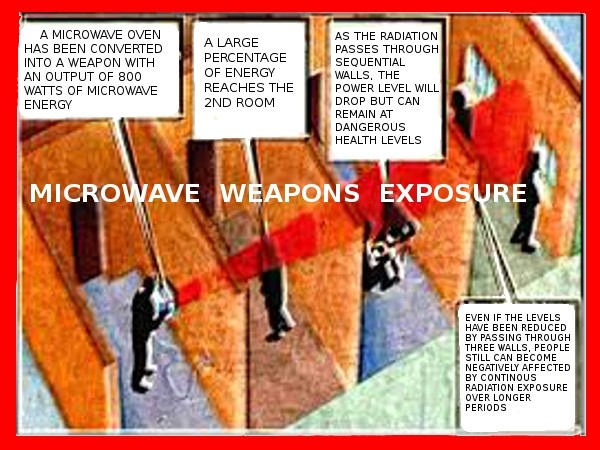 A MICROWAVE OVEN
HAS BEEN CONVERTED
INTO A WEAPON WITH
AN OUTPUT OF 800
WATTS OF MICROWAVE
ENERGY
A LARGE
PERCENTAGE
OF ENERGY
REACHES THE
2ND ROOM
AS THE RADIATION
PASSES THROUGH
SEQUENTIAL
WALLS, THE
POWER LEVEL WILL
DROP BUT CAN
REMAIN AT
DANGEROUS
HEALTH LEVELS
MICROWAVE WEAPONS EXPOSURE
EVEN IF THE LEVELS
HAVE BEEN REDUCED
BY PASSING THROUGH
THREE WALLS, PEOPLE
STILL CAN BECOME
NEGATIVELY AFFECTED
BY CONTINOUS
RADIATION EXPOSURE
OVER LONGER
PERIODS